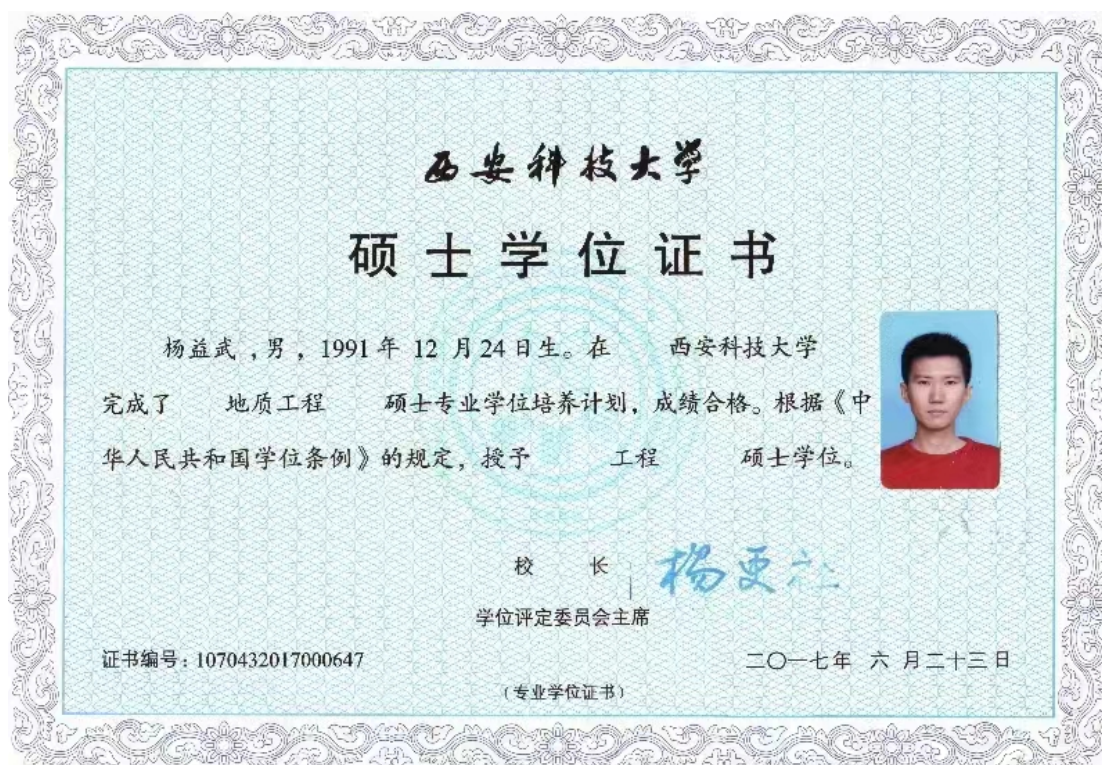 西安科技大学
硕士学位证书
杨益武，男，1991年 12 月24日生。在 西安科技大学
完成了 地质工程 硕士专业学位培养计划，成绩合格。根据《中
华人民共和国学位条例》的规定，授予 工程 硕士学位。
校 长 杨更社
学位评定委员会主席
证书编号：1070432017000647
二〇一七年 六 月二十三日
（专业学位证书）